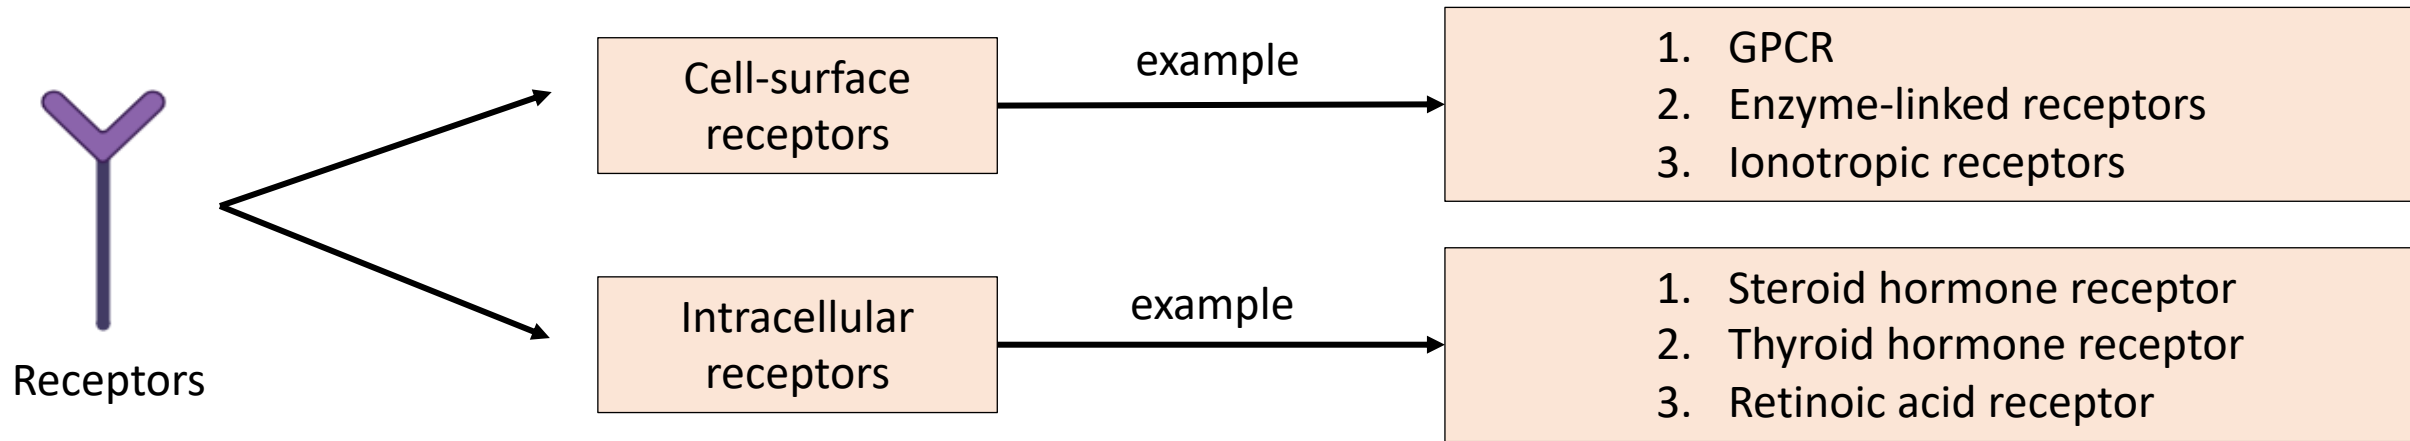 Receptors
Cell-surface
receptors
example
1. GPCR
2. Enzyme-linked receptors
3. Ionotropic receptors
Intracellular
receptors
example
1. Steroid hormone receptor
2. Thyroid hormone receptor
3. Retinoic acid receptor